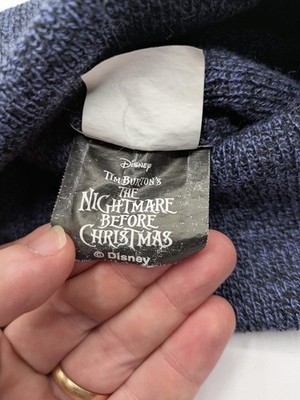 Disney
TIM BURTON'S
THE
NIGHTMARE
BEFORE
CHRISTMAS
© Disney